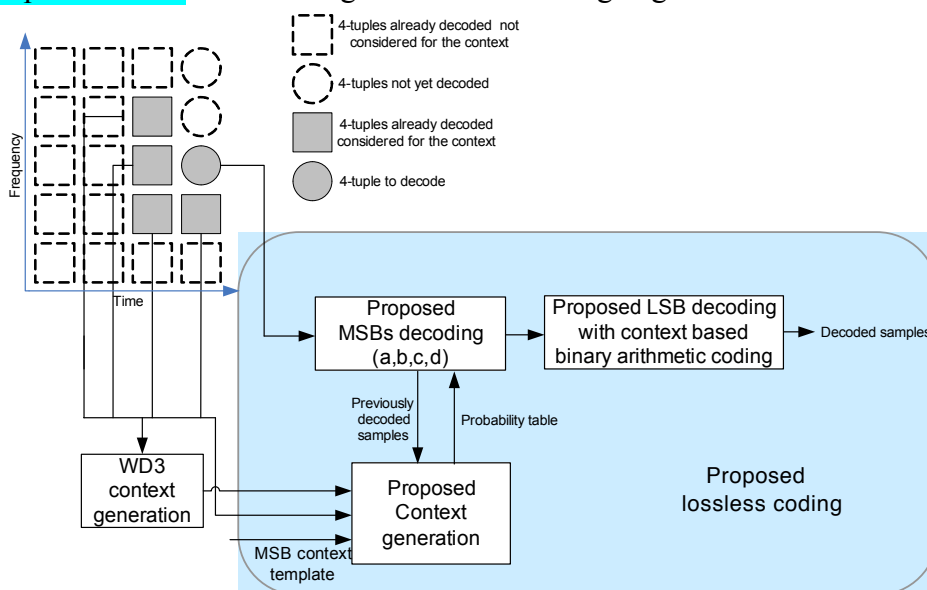 4-tuples already decoded not
considered for the context
4-tuples not yet decoded
4-tuples already decoded
considered for the context
4-tuple to decode
Frequency
Time
Proposed
MSBs decoding
(a,b,c,d)
Proposed LSB decoding
with context based
binary arithmetic coding
Decoded samples
Previously
decoded
samples
Probability table
WD3
context
generation
Proposed
Context
generation
MSB context
template
Proposed
lossless coding